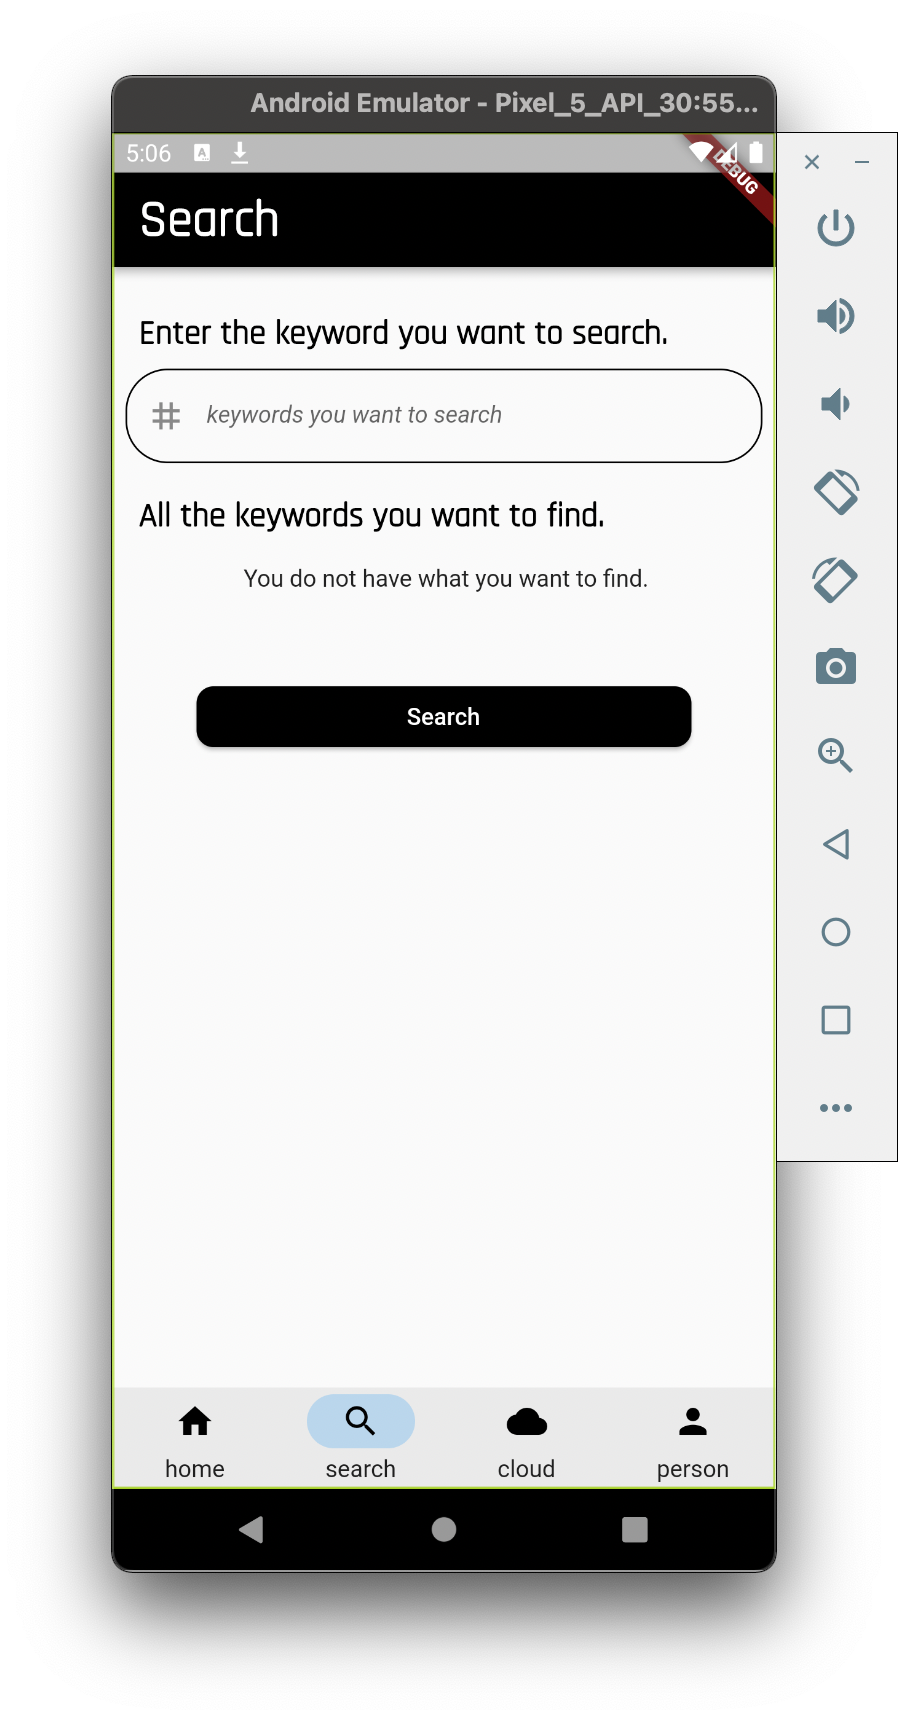 Android Emulator - Pixel_5_API_30:55...
5:06
DEBUG
Search
Enter the keyword you want to search.
keywords you want to search
All the keywords you want to find.
You do not have what you want to find.
Search
home search cloud person